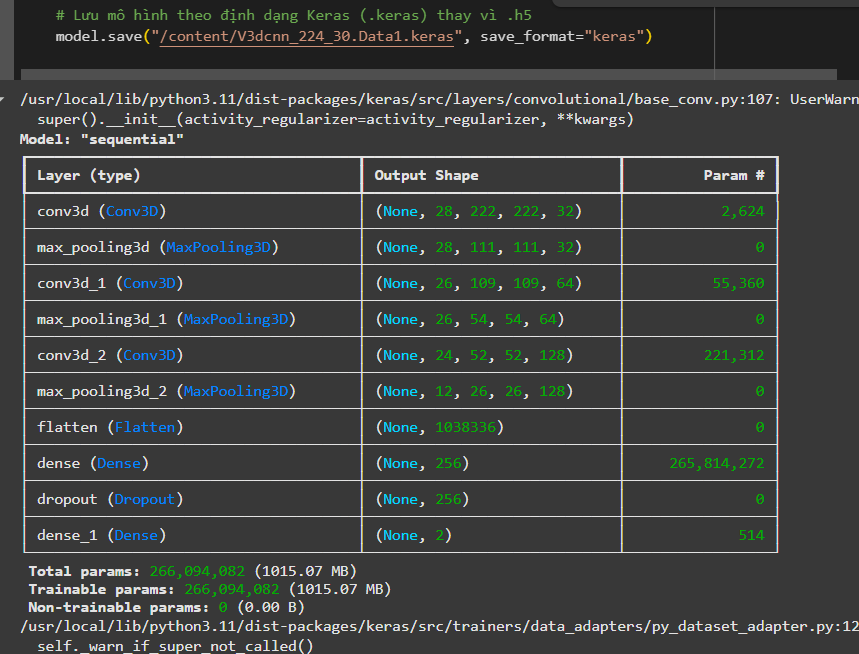 # Lưu mô hình theo định dạng Keras (.keras) thay vì .h5
model.save("/content/V3dcnn_224_30.Data1.keras", save_format="keras")
/usr/local/lib/python3.11/dist-packages/keras/src/layers/convolutional/base_conv.py:107: UserWarn
super().__init__(activity_regularizer=activity_regularizer, **kwargs)
Model: "sequential"
Layer (type) Output Shape Param #
conv3d (Conv3D) (None, 28, 222, 222, 32) 2,624
max_pooling3d (MaxPooling3D) (None, 28, 111, 111, 32) 0
conv3d_1 (Conv3D) (None, 26, 109, 109, 64) 55,360
max_pooling3d_1 (MaxPooling3D) (None, 26, 54, 54, 64) 0
conv3d_2 (Conv3D) (None, 24, 52, 52, 128) 221,312
max_pooling3d_2 (MaxPooling3D) (None, 12, 26, 26, 128) 0
flatten (Flatten) (None, 1038336) 0
dense (Dense) (None, 256) 265,814,272
dropout (Dropout) (None, 256) 0
dense_1 (Dense) (None, 2) 514
Total params: 266,094,082 (1015.07 MB)
Trainable params: 266,094,082 (1015.07 MB)
Non-trainable params: 0 (0.00 B)
/usr/local/lib/python3.11/dist-packages/keras/src/trainers/data_adapters/py_dataset_adapter.py:12
self._warn_if_super_not_called()